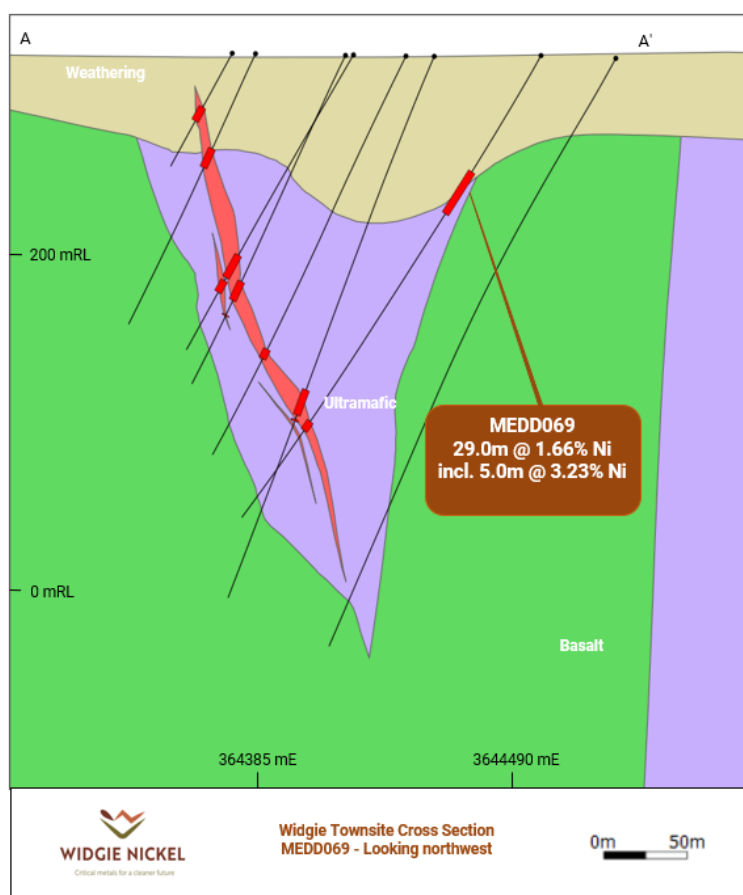 A
A'
Weathering
200 mRL
Ultramafic
MEDD069
29.0m @ 1.66% Ni
incl. 5.0m @ 3.23% Ni
0 mRL
Basalt
364385 mE
3644490 mE
WIDGIE NICKEL
Critical metals for a cleaner future
Widgie Townsite Cross Section
MEDD069 - Looking northwest
0m 50m